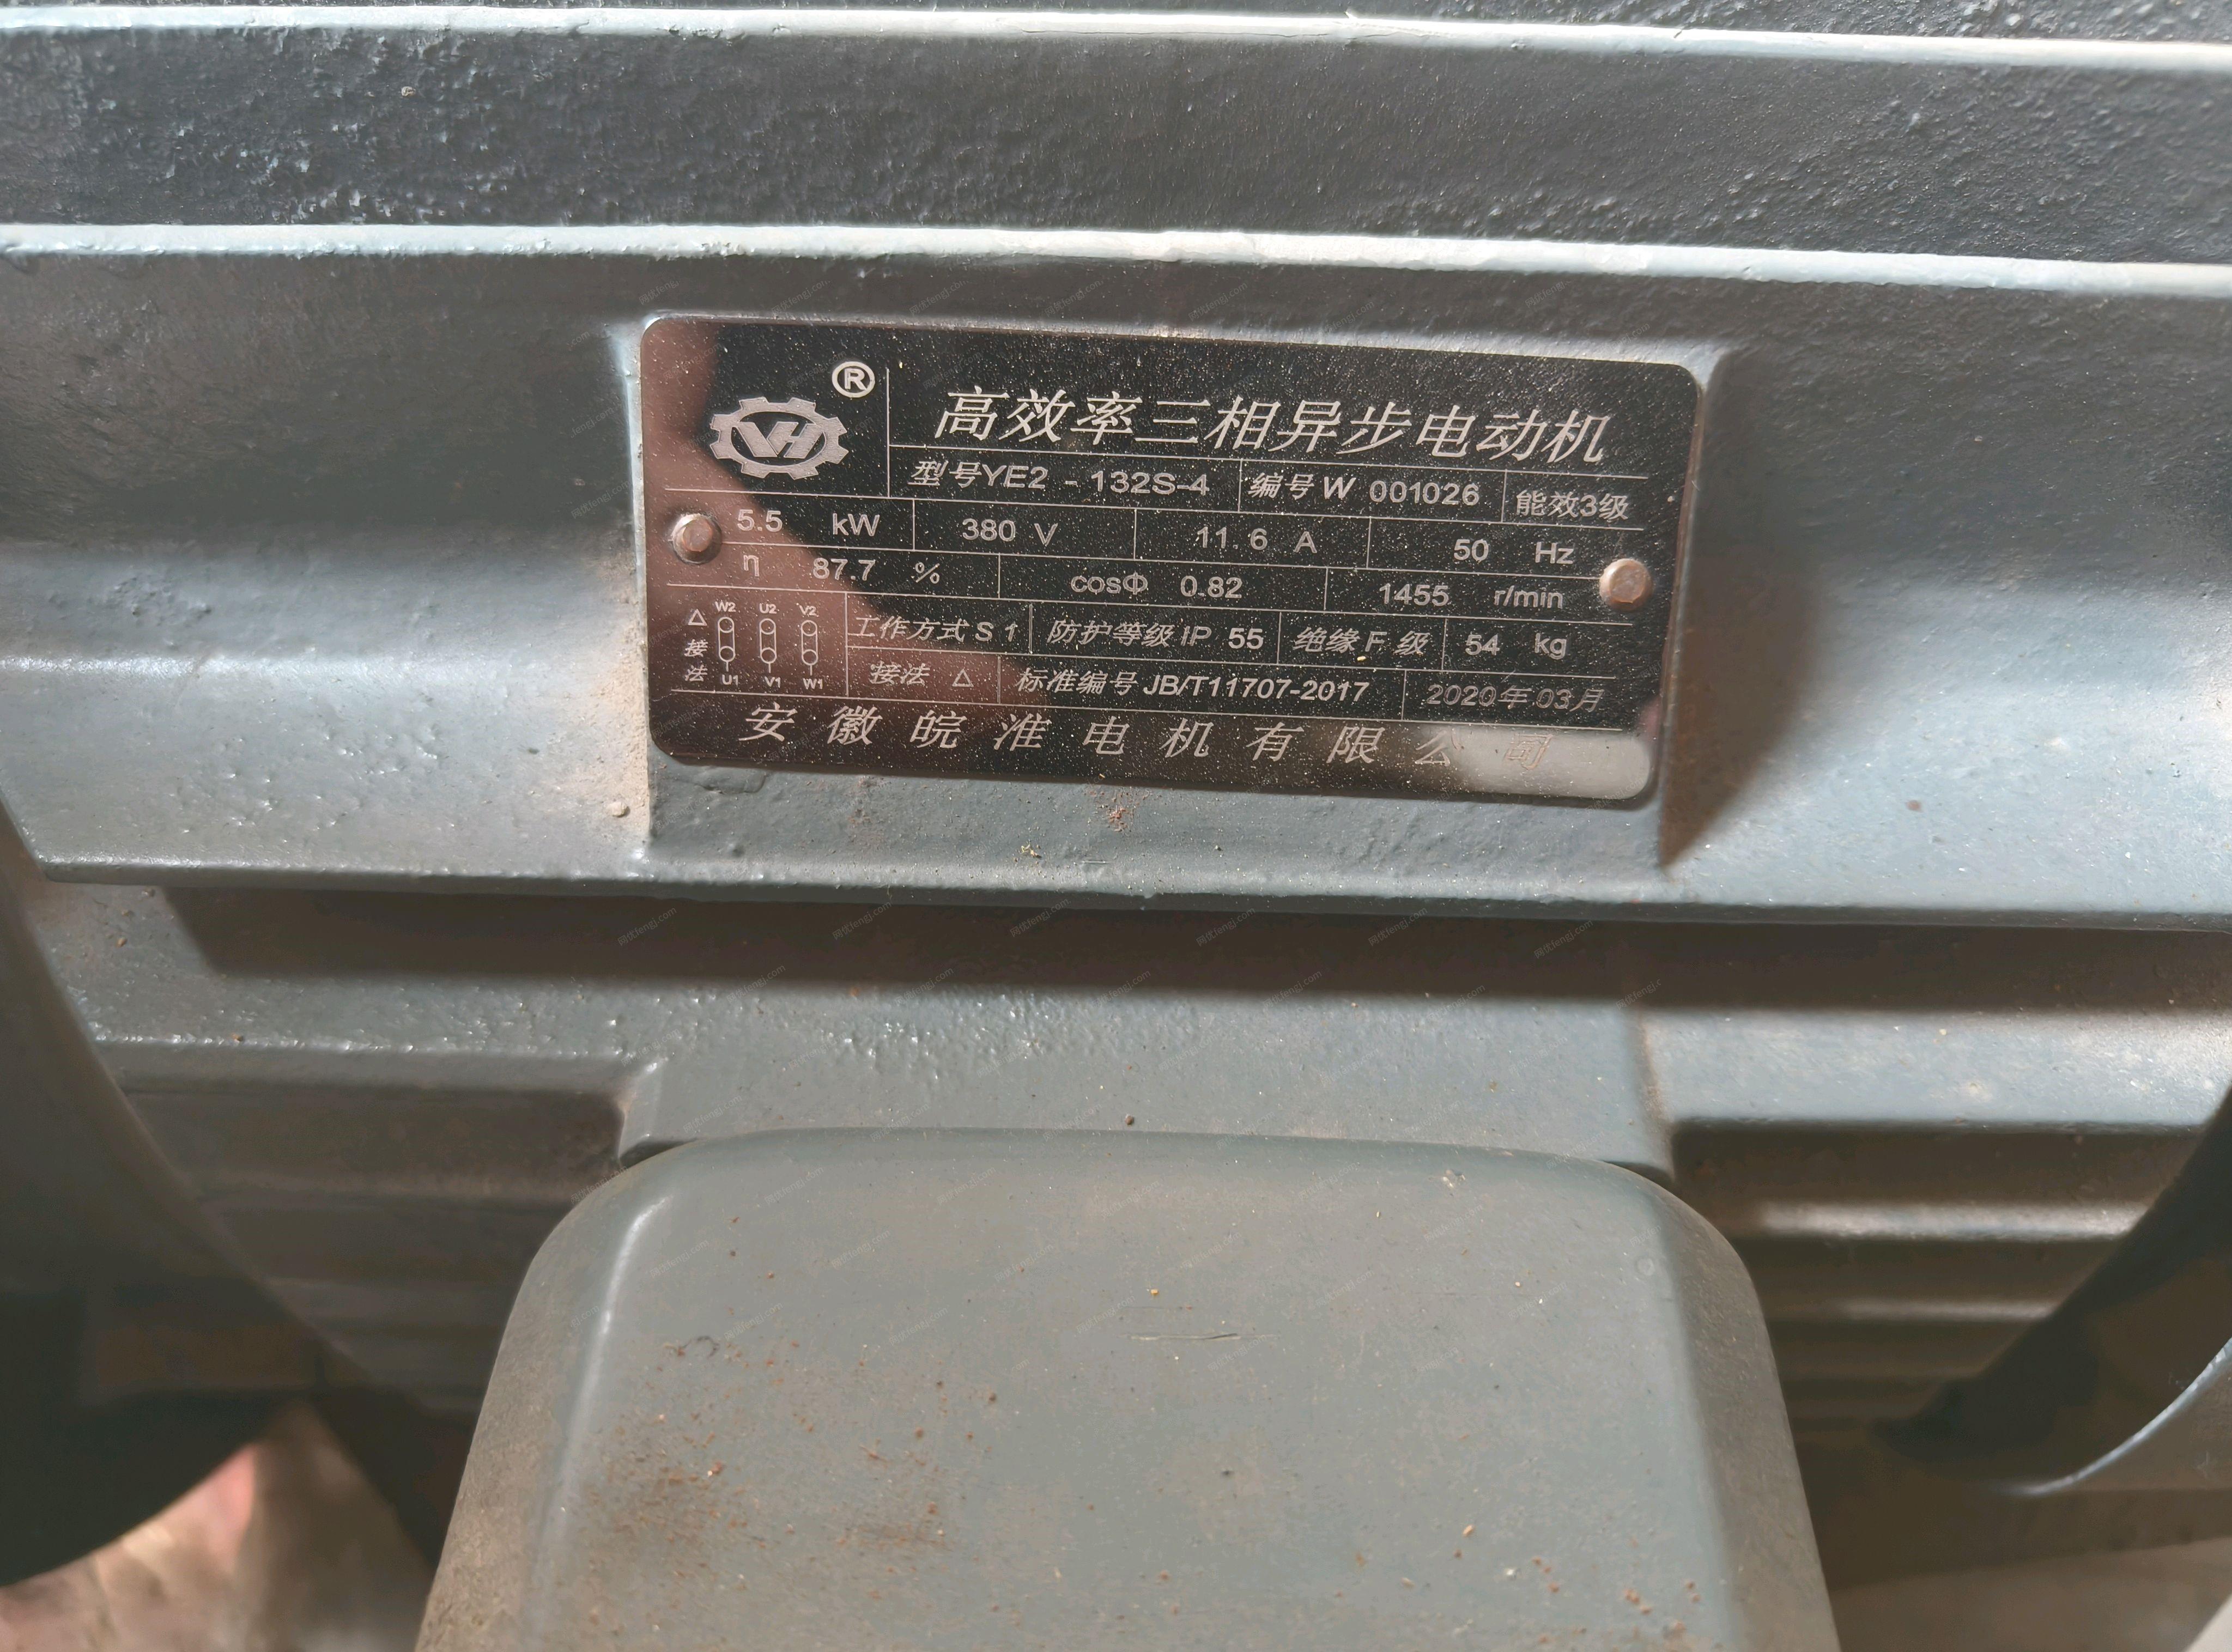 VH®
高效率三相异步电动机
型号YE2 - 132S-4 编号W 001026 能效3级
5.5 kW 380 V 11.6 A 50 Hz
η 87.7 % cosΦ 0.82 1455 r/min
△接法 W2 U2 V2
U1 V1 W1
工作方式 S 1 防护等级 IP 55 绝缘 F 级 54 kg
接法 △ 标准编号 JB/T11707-2017 2020年03月
安徽皖淮电机有限公司